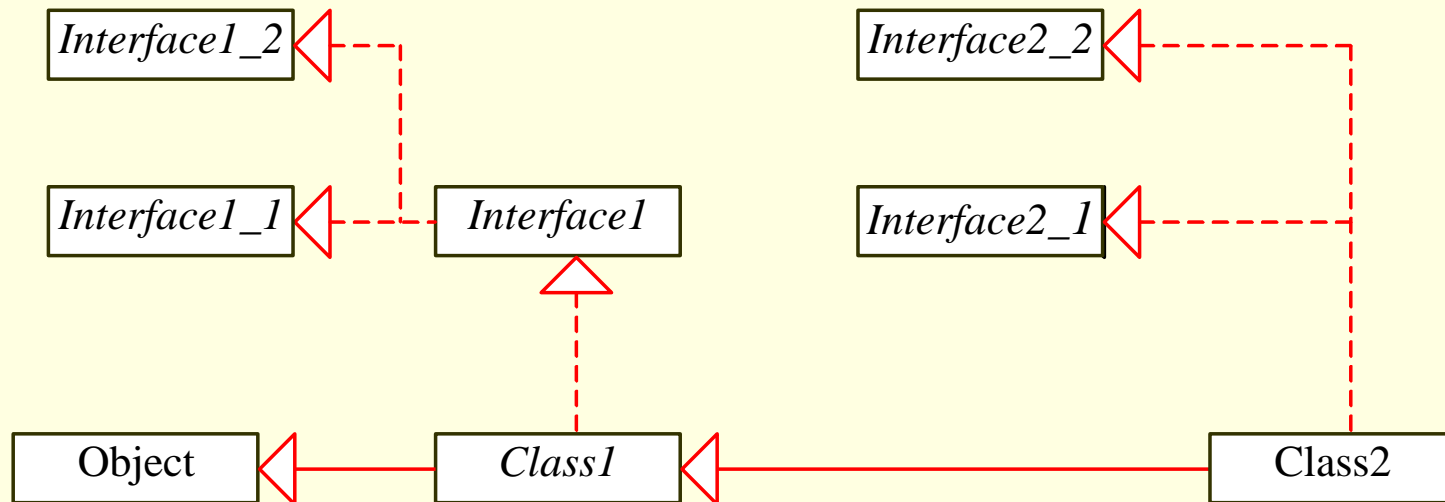 Interface1_2
Interface2_2
Interface1_1
Interface1
Interface2_1
Object
Class1
Class2